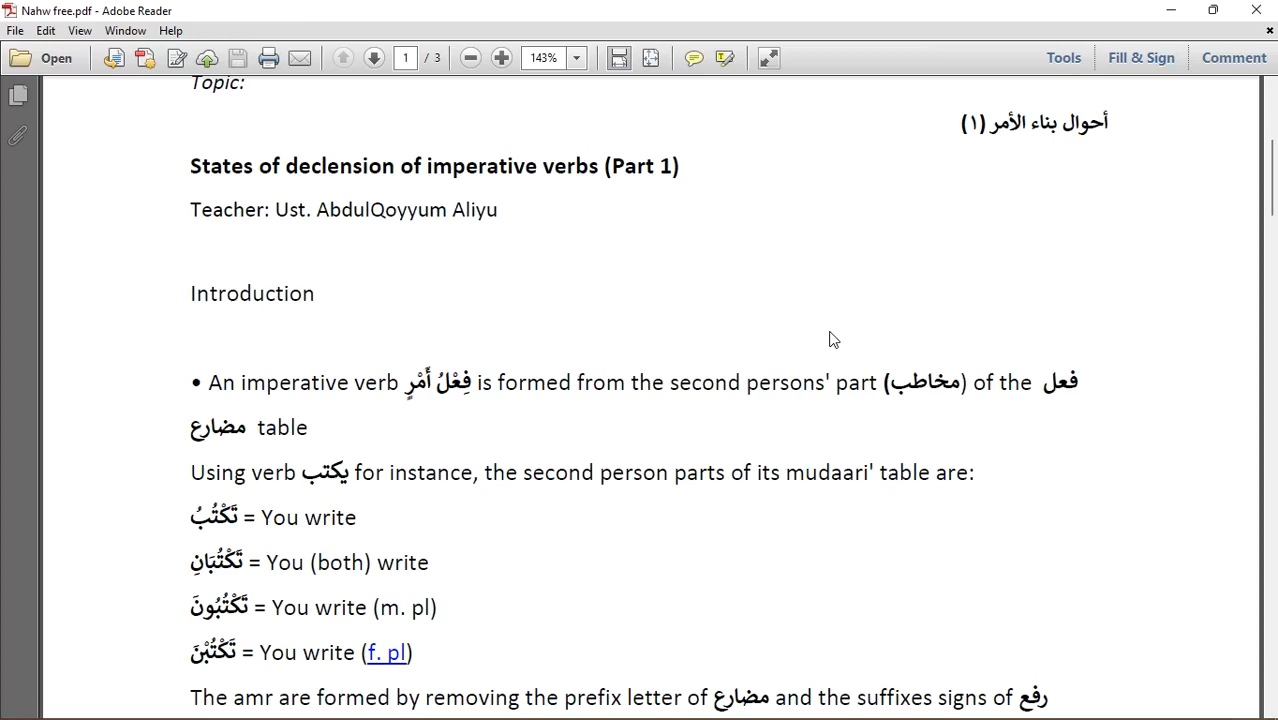 Nahw free.pdf - Adobe Reader
File Edit View Window Help
Open 1 / 3 143% Tools Fill & Sign Comment
Topic:
أحوال بناء الأمر (١)
States of declension of imperative verbs (Part 1)
Teacher: Ust. AbdulQoyyum Aliyu
Introduction
• An imperative verb فِعْلُ أَمْرٍ is formed from the second persons' part (مخاطب) of the فعل
مضارع table
Using verb يكتب for instance, the second person parts of its mudaari' table are:
تَكْتُبُ = You write
تَكْتُبَانِ = You (both) write
تَكْتُبُونَ = You write (m. pl)
تَكْتُبْنَ = You write (f. pl)
The amr are formed by removing the prefix letter of مضارع and the suffixes signs of رفع